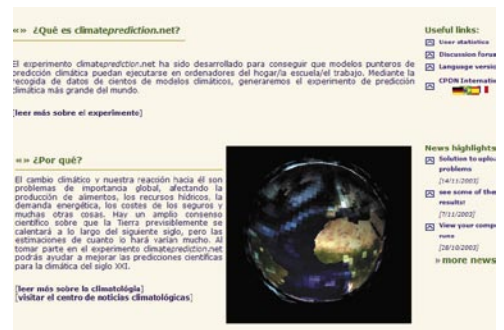 «» ¿Qué es climateprediction.net?
El experimento climateprediction.net ha sido desarrollado para conseguir que modelos punteros de
predicción climática puedan ejecutarse en ordenadores del hogar/la escuela/el trabajo. Mediante la
recogida de datos de cientos de modelos climáticos, generaremos el experimento de predicción
climática más grande del mundo.
[leer más sobre el experimento]
«» ¿Por qué?
El cambio climático y nuestra reacción hacia él son
problemas de importancia global, afectando la
producción de alimentos, los recursos hídricos, la
demanda energética, los costes de los seguros y
muchas otras cosas. Hay un amplio consenso
científico sobre que la Tierra previsiblemente se
calentará a lo largo del siguiente siglo, pero las
estimaciones de cuanto lo hará varían mucho. Al
tomar parte en el experimento climateprediction.net
podrás ayudar a mejorar las predicciones científicas
para la climática del siglo XXI.
[leer más sobre la climatológia]
[visitar el centro de noticias climatológicas]
Useful links:
User statistics
Discussion forum
Language versio
CPDN Internatio
News highlights
Solution to uploa
problems
[14/11/2003]
see some of the
results!
[7/11/2003]
View your compu
runs
[28/10/2003]
» more news